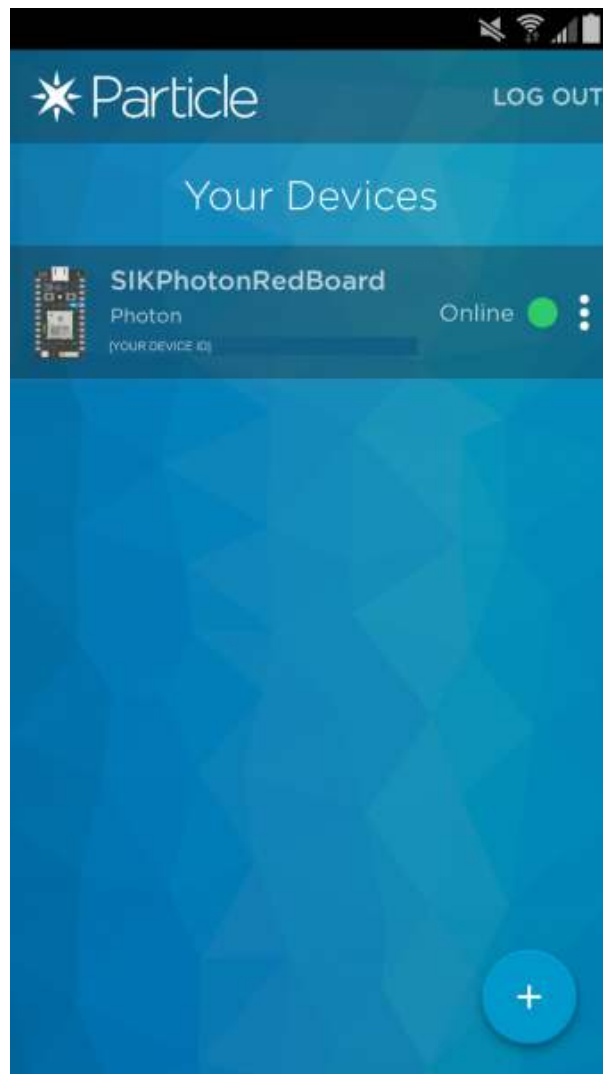 Particle
LOG OUT
Your Devices
SIKPhotonRedBoard
Photon
Online
[YOUR DEVICE ID]
+